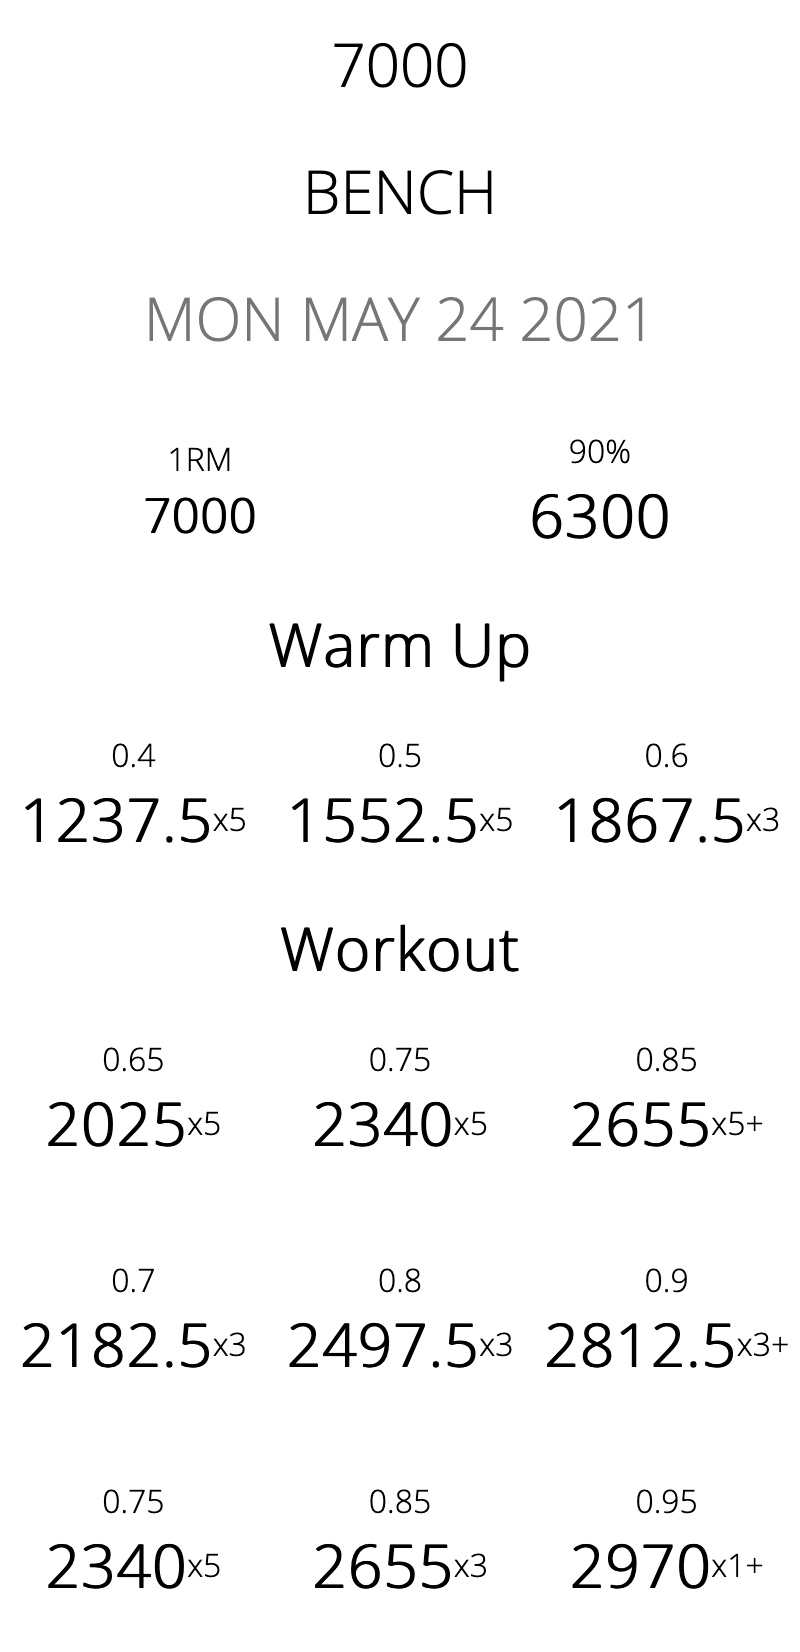 7000
BENCH
MON MAY 24 2021
1RM 90%
7000 6300
Warm Up
0.4 0.5 0.6
1237.5x5 1552.5x5 1867.5x3
Workout
0.65 0.75 0.85
2025x5 2340x5 2655x5+
0.7 0.8 0.9
2182.5x3 2497.5x3 2812.5x3+
0.75 0.85 0.95
2340x5 2655x3 2970x1+